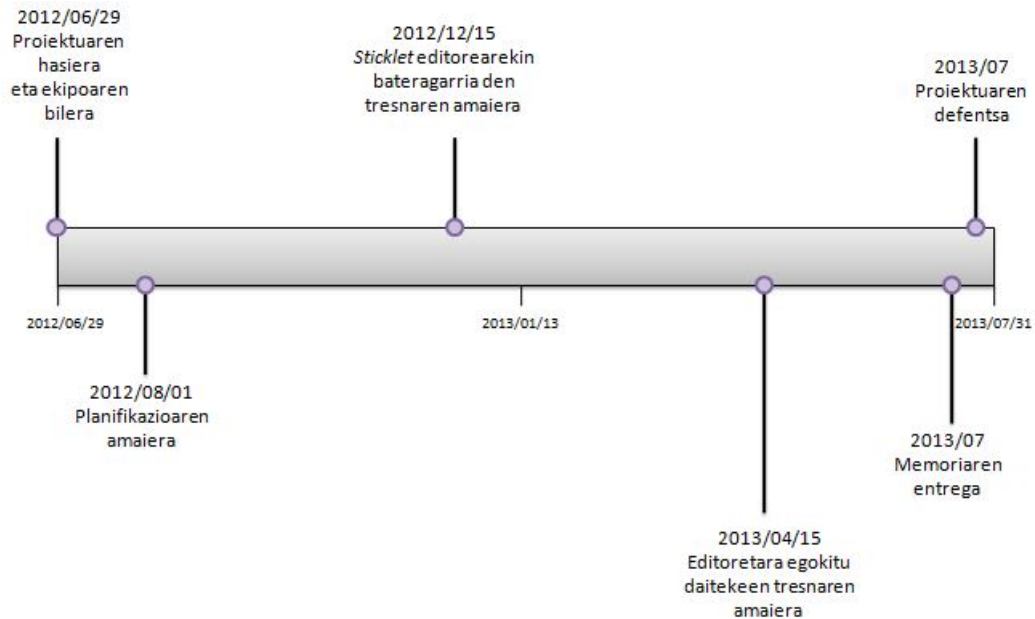 2012/06/29
Proiektuaren
hasiera
eta ekipoaren
bilera
2012/12/15
Sticklet editorearekin
bateragarria den
tresnaren amaiera
2013/07
Proiektuaren
defentsa
2012/06/29
2013/01/13
2013/07/31
2012/08/01
Planifikazioaren
amaiera
2013/04/15
Editoretara egokitu
daitekeen tresnaren
amaiera
2013/07
Memoriaren
entrega